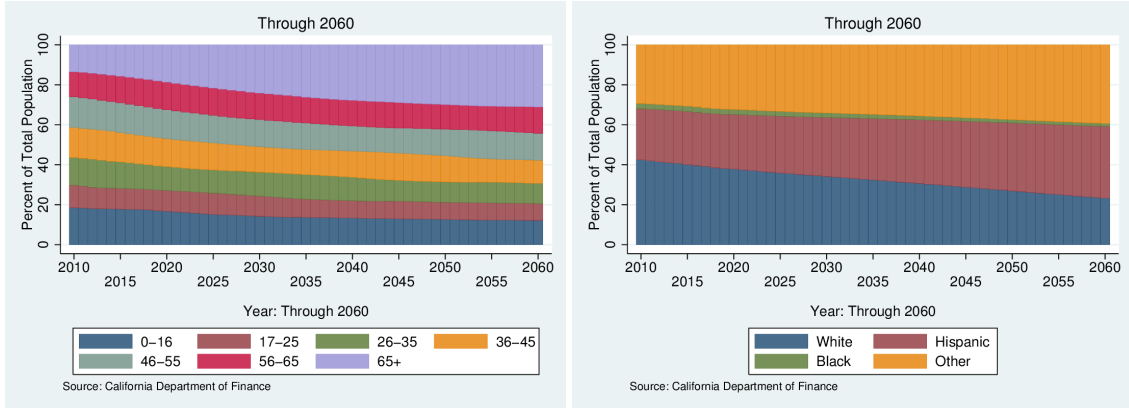 Through 2060
Percent of Total Population
0 20 40 60 80 100
2010 2020 2030 2040 2050 2060
2015 2025 2035 2045 2055
Year: Through 2060
0−16 17−25 26−35 36−45
46−55 56−65 65+
Source: California Department of Finance
Through 2060
Percent of Total Population
0 20 40 60 80 100
2010 2020 2030 2040 2050 2060
2015 2025 2035 2045 2055
Year: Through 2060
White Hispanic
Black Other
Source: California Department of Finance